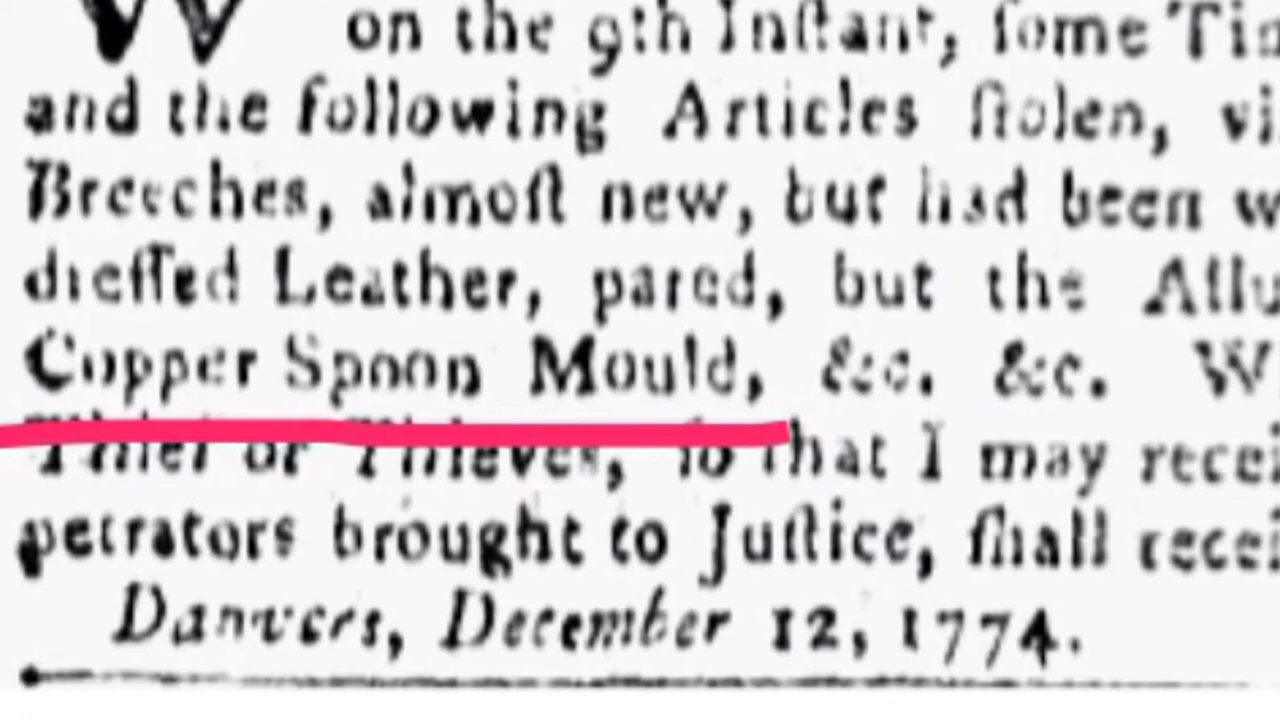 W on the 9th Inſtant, ſome Tim
and the following Articles ſtolen, vi
Breeches, almoſt new, but had been w
dreſſed Leather, pared, but the Allu
Copper Spoon Mould, &c. &c. W
Thief or Thieves, ſo that I may recei
petrators brought to Juſtice, ſhall recei
Danvers, December 12, 1774.